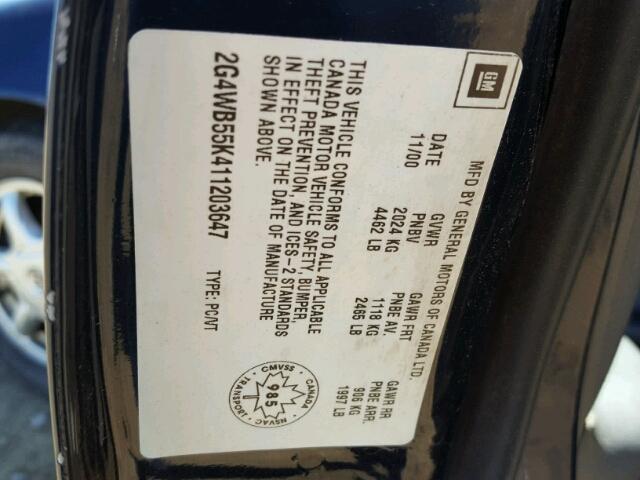 GM
MFD BY GENERAL MOTORS OF CANADA LTD.
DATE GVWR GAWR FRT GAWR RR
PNBV PNBE AV. PNBE ARR.
11/00 2024 KG 1118 KG 906 KG
4462 LB 2465 LB 1997 LB
THIS VEHICLE CONFORMS TO ALL APPLICABLE
CANADA MOTOR VEHICLE SAFETY, BUMPER,
THEFT PREVENTION, AND ICES-2 STANDARDS
IN EFFECT ON THE DATE OF MANUFACTURE
SHOWN ABOVE.
CMVSS
985
CANADA
TRANSPORT
NSVAC
2G4WB55K411203647 TYPE: PC/VT